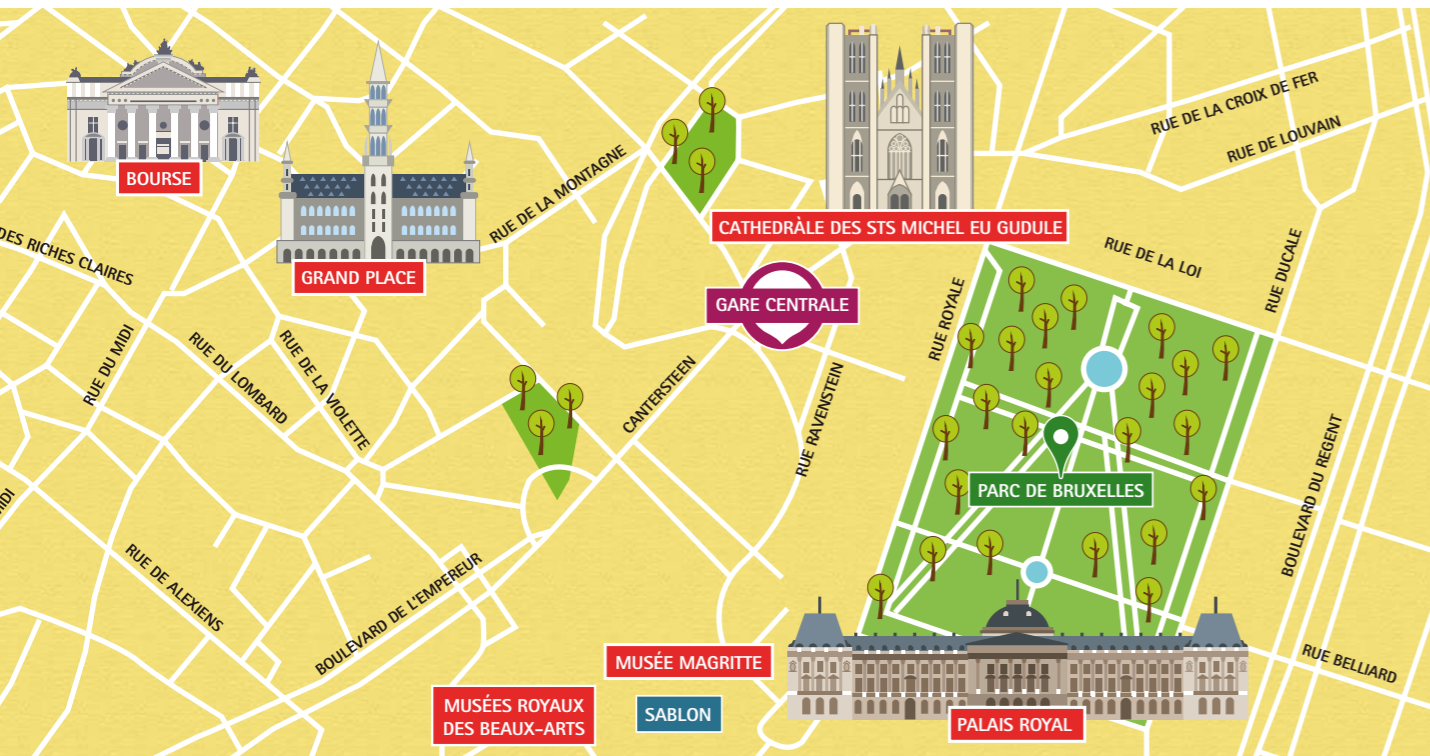 BOURSE
GRAND PLACE
RUE DE LA MONTAGNE
CATHEDRÀLE DES STS MICHEL EU GUDULE
RUE DE LA CROIX DE FER
RUE DE LOUVAIN
DES RICHES CLAIRES
GARE CENTRALE
RUE ROYALE
RUE DE LA LOI
RUE DUCALE
RUE DU MIDI
RUE DU LOMBARD
RUE DE LA VIOLETTE
CANTERSTEEN
RUE RAVENSTEIN
PARC DE BRUXELLES
BOULEVARD DU REGENT
MIDI
RUE DE ALEXIENS
BOULEVARD DE L'EMPEREUR
MUSÉE MAGRITTE
MUSÉES ROYAUX
DES BEAUX-ARTS
SABLON
PALAIS ROYAL
RUE BELLIARD